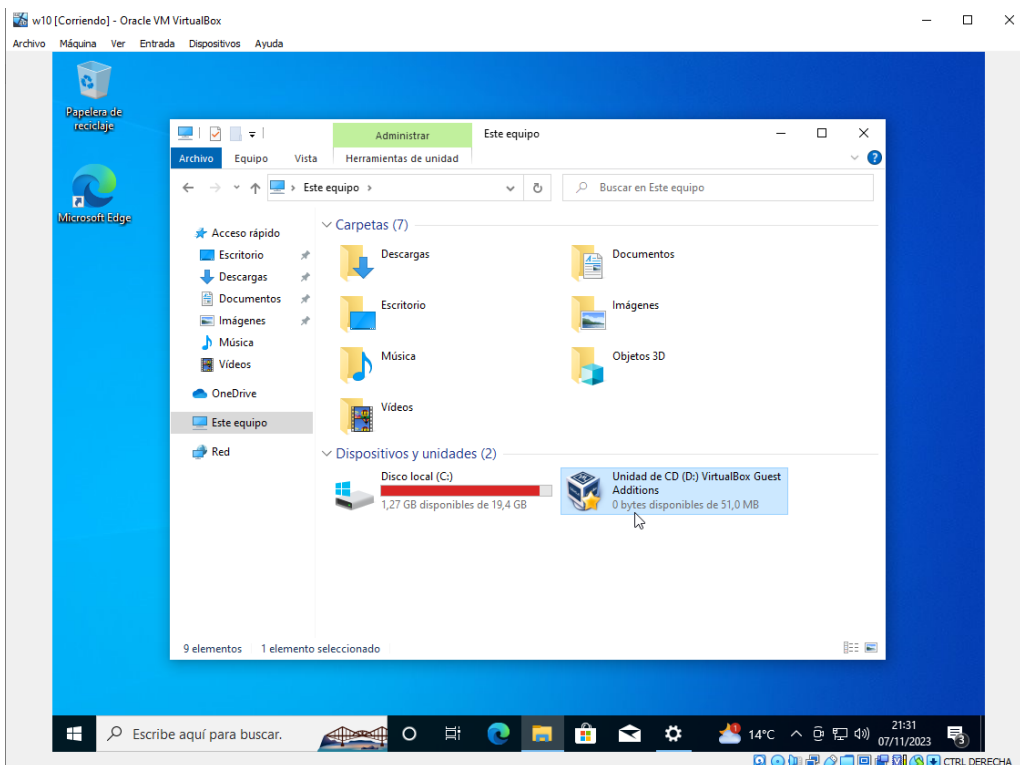 w10 [Corriendo] - Oracle VM VirtualBox
Archivo Máquina Ver Entrada Dispositivos Ayuda
Papelera de
reciclaje
Microsoft Edge
Administrar
Este equipo
Archivo Equipo Vista Herramientas de unidad
Este equipo
Buscar en Este equipo
Acceso rápido
Escritorio
Descargas
Documentos
Imágenes
Música
Vídeos
OneDrive
Este equipo
Red
Carpetas (7)
Descargas
Documentos
Escritorio
Imágenes
Música
Objetos 3D
Vídeos
Dispositivos y unidades (2)
Disco local (C:)
1,27 GB disponibles de 19,4 GB
Unidad de CD (D:) VirtualBox Guest
Additions
0 bytes disponibles de 51,0 MB
9 elementos 1 elemento seleccionado
Escribe aquí para buscar.
14°C
21:31
07/11/2023
3
CTRL DERECHA